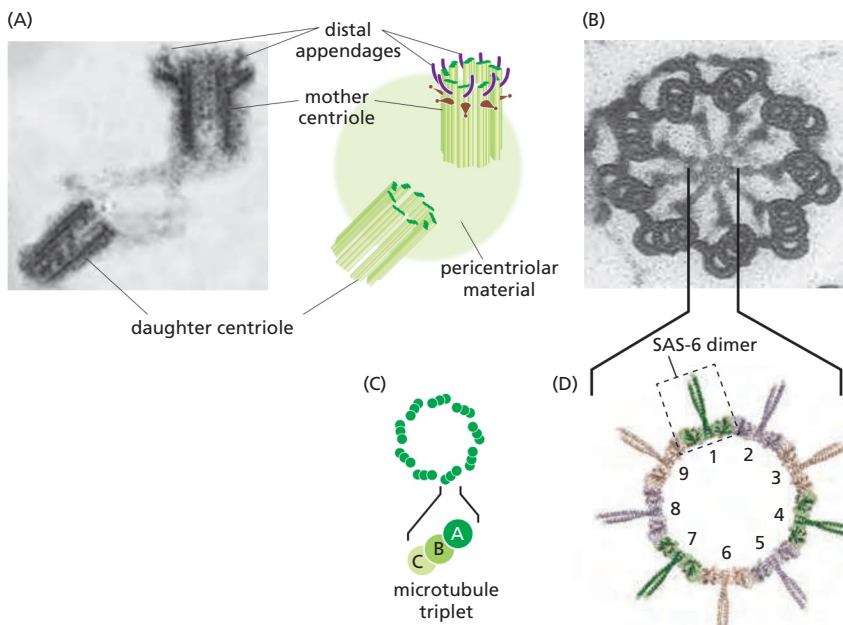 (A)
distal
appendages
mother
centriole
pericentriolar
material
daughter centriole
(B)
SAS-6 dimer
(C)
A
B
C
microtubule
triplet
(D)
1
2
3
4
5
6
7
8
9